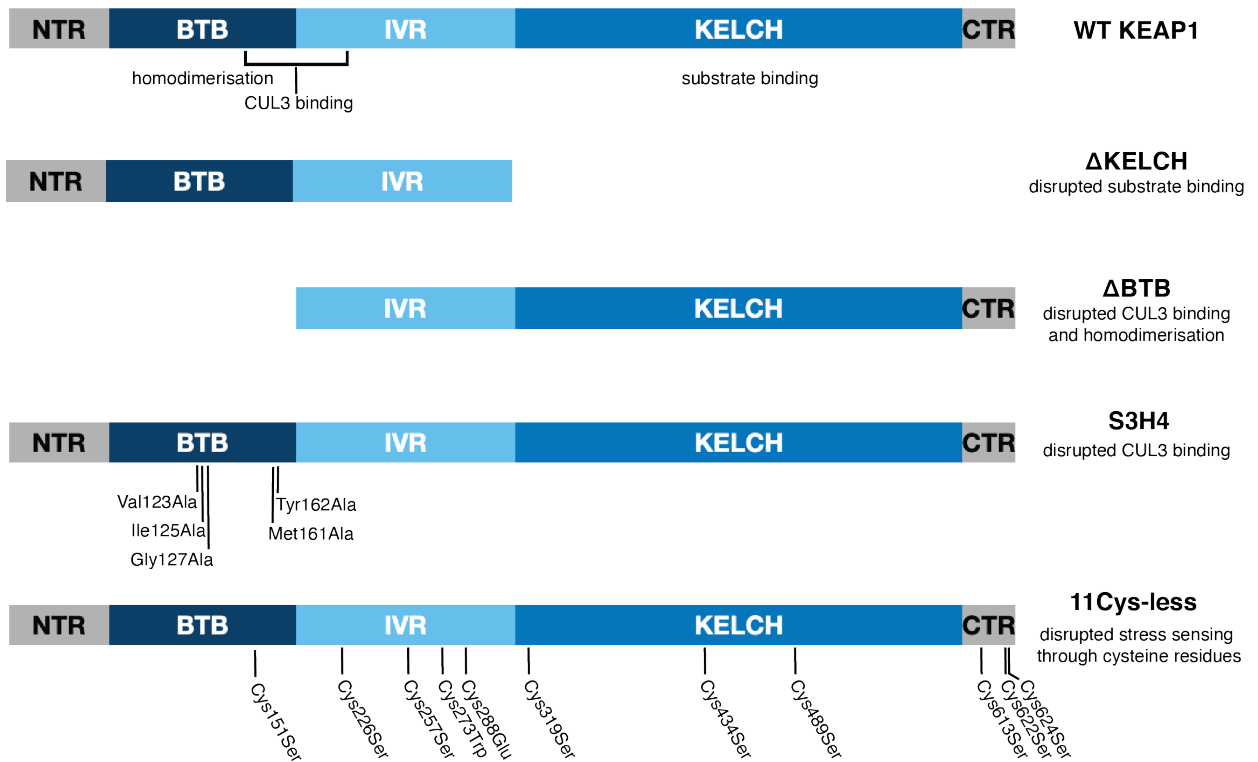 NTR BTB IVR KELCH CTR WT KEAP1
homodimerisation substrate binding
CUL3 binding
NTR BTB IVR ΔKELCH
disrupted substrate binding
IVR KELCH CTR ΔBTB
disrupted CUL3 binding
and homodimerisation
NTR BTB IVR KELCH CTR S3H4
disrupted CUL3 binding
Val123Ala Tyr162Ala
Ile125Ala Met161Ala
Gly127Ala
NTR BTB IVR KELCH CTR 11Cys-less
disrupted stress sensing
through cysteine residues
Cys151Ser
Cys226Ser
Cys257Ser
Cys273Trp
Cys288Glu
Cys319Ser
Cys434Ser
Cys489Ser
Cys613Ser
Cys622Ser
Cys624Ser